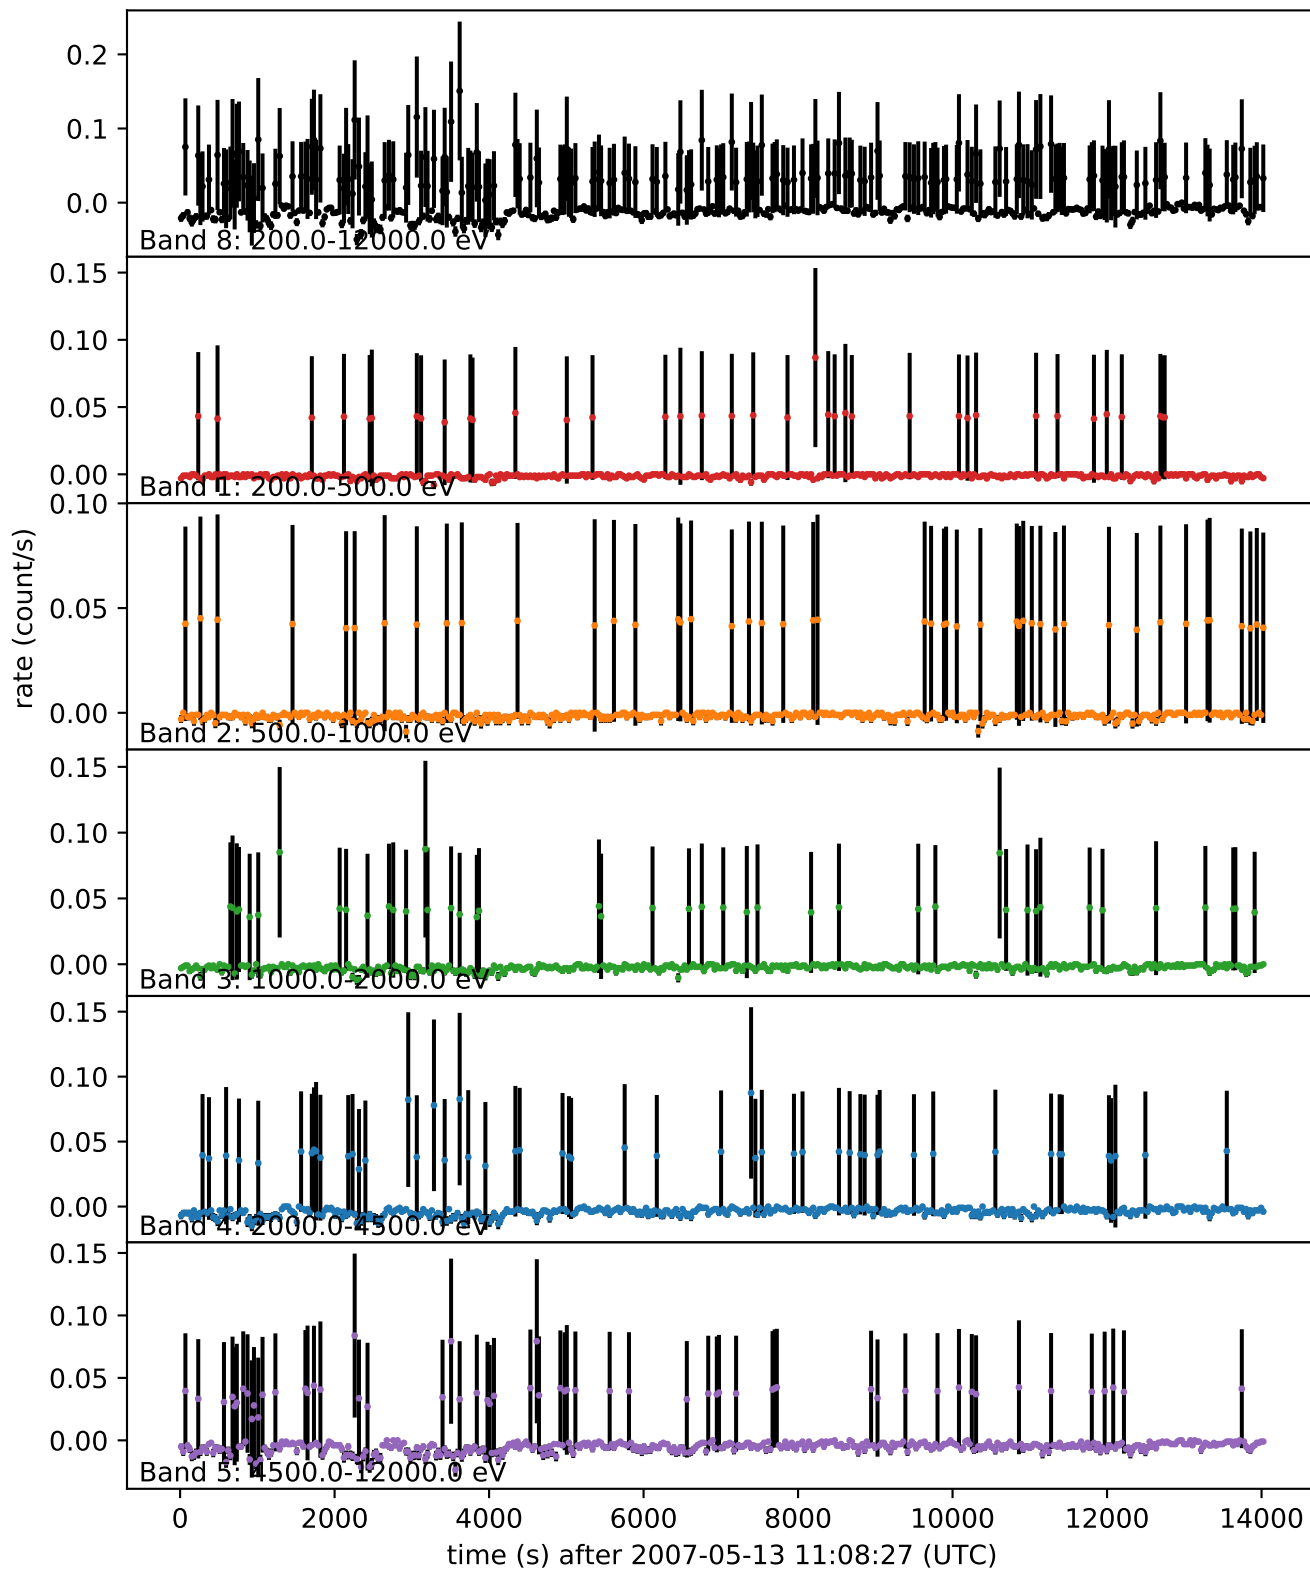 0.2
0.1
0.0
Band 8: 200.0-12000.0 eV
0.15
0.10
0.05
0.00
Band 1: 200.0-500.0 eV
0.10
0.05
0.00
Band 2: 500.0-1000.0 eV
rate (count/s)
0.15
0.10
0.05
0.00
Band 3: 1000.0-2000.0 eV
0.15
0.10
0.05
0.00
Band 4: 2000.0-4500.0 eV
0.15
0.10
0.05
0.00
Band 5: 4500.0-12000.0 eV
0 2000 4000 6000 8000 10000 12000 14000
time (s) after 2007-05-13 11:08:27 (UTC)